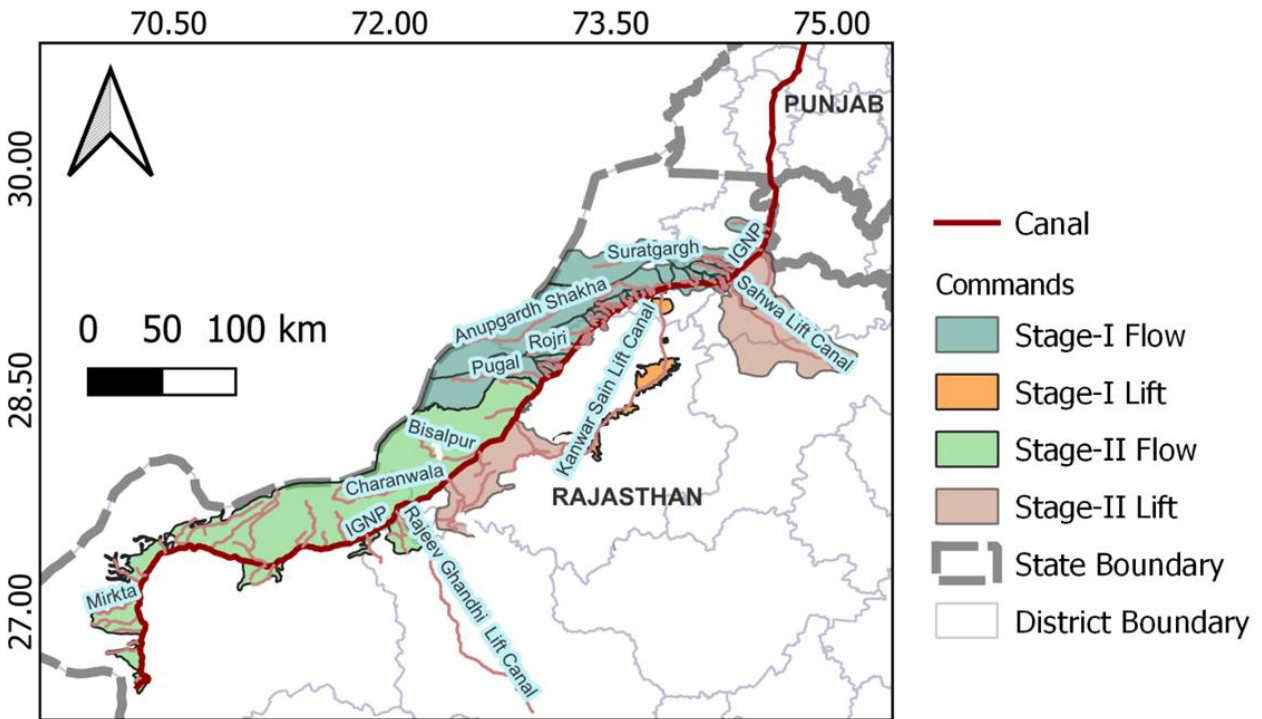 70.50 72.00 73.50 75.00
30.00
28.50
27.00
0 50 100 km
PUNJAB
Suratgargh
IGNP
Anupgardh Shakha
Sahwa Lift Canal
Rojri
Pugal
Kanwar Sain Lift Canal
Bisalpur
Charanwala
RAJASTHAN
IGNP
Rajeev Ghandhi Lift Canal
Mirkta
Canal
Commands
Stage-I Flow
Stage-I Lift
Stage-II Flow
Stage-II Lift
State Boundary
District Boundary